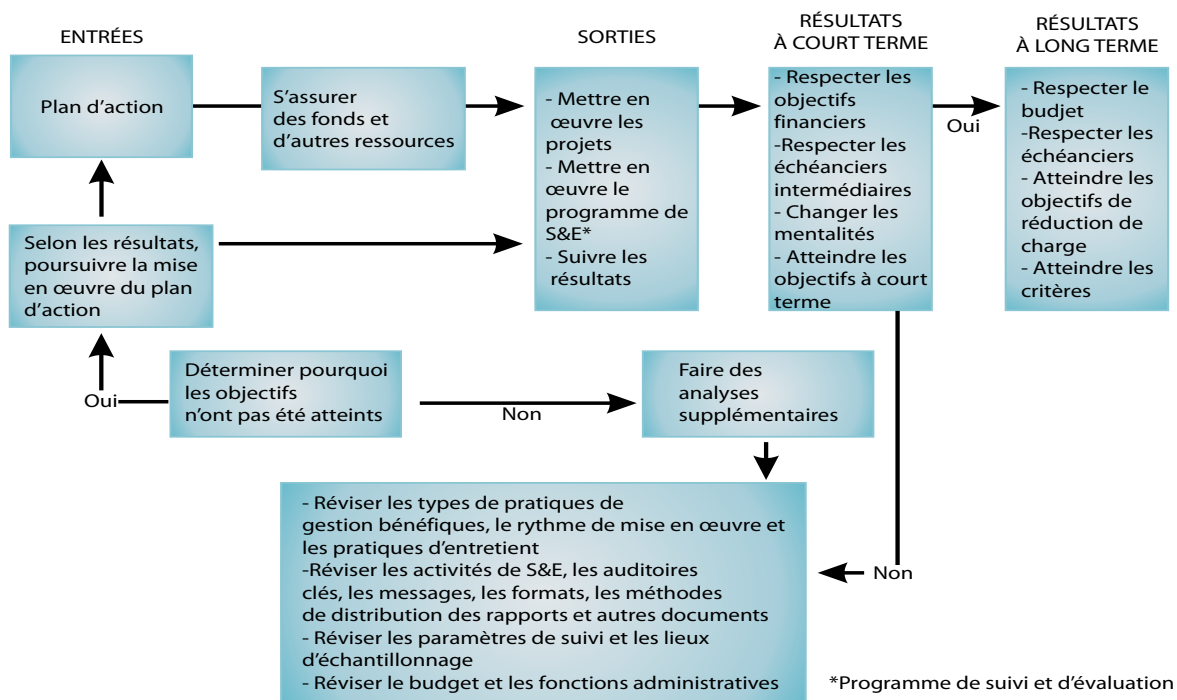 ENTRÉES
SORTIES
RÉSULTATS
À COURT TERME
RÉSULTATS
À LONG TERME
Plan d'action
S'assurer
des fonds et
d'autres ressources
- Mettre en
œuvre les
projets
- Mettre en
œuvre le
programme de
S&E*
- Suivre les
résultats
- Respecter les
objectifs
financiers
-Respecter les
échéanciers
intermédiaires
- Changer les
mentalités
- Atteindre les
objectifs à court
terme
Oui
- Respecter le
budget
-Respecter les
échéanciers
- Atteindre les
objectifs de
réduction de
charge
- Atteindre les
critères
Selon les résultats,
poursuivre la mise
en œuvre du plan
d'action
Oui
Déterminer pourquoi
les objectifs
n'ont pas été atteints
Non
Faire des
analyses
supplémentaires
- Réviser les types de pratiques de
gestion bénéfiques, le rythme de mise en œuvre et
les pratiques d'entretient
-Réviser les activités de S&E, les auditoires
clés, les messages, les formats, les méthodes
de distribution des rapports et autres documents
- Réviser les paramètres de suivi et les lieux
d'échantillonnage
- Réviser le budget et les fonctions administratives
Non
*Programme de suivi et d'évaluation